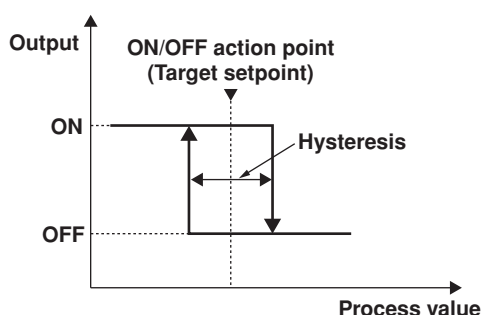 Output
ON/OFF action point
(Target setpoint)
ON
Hysteresis
OFF
Process value